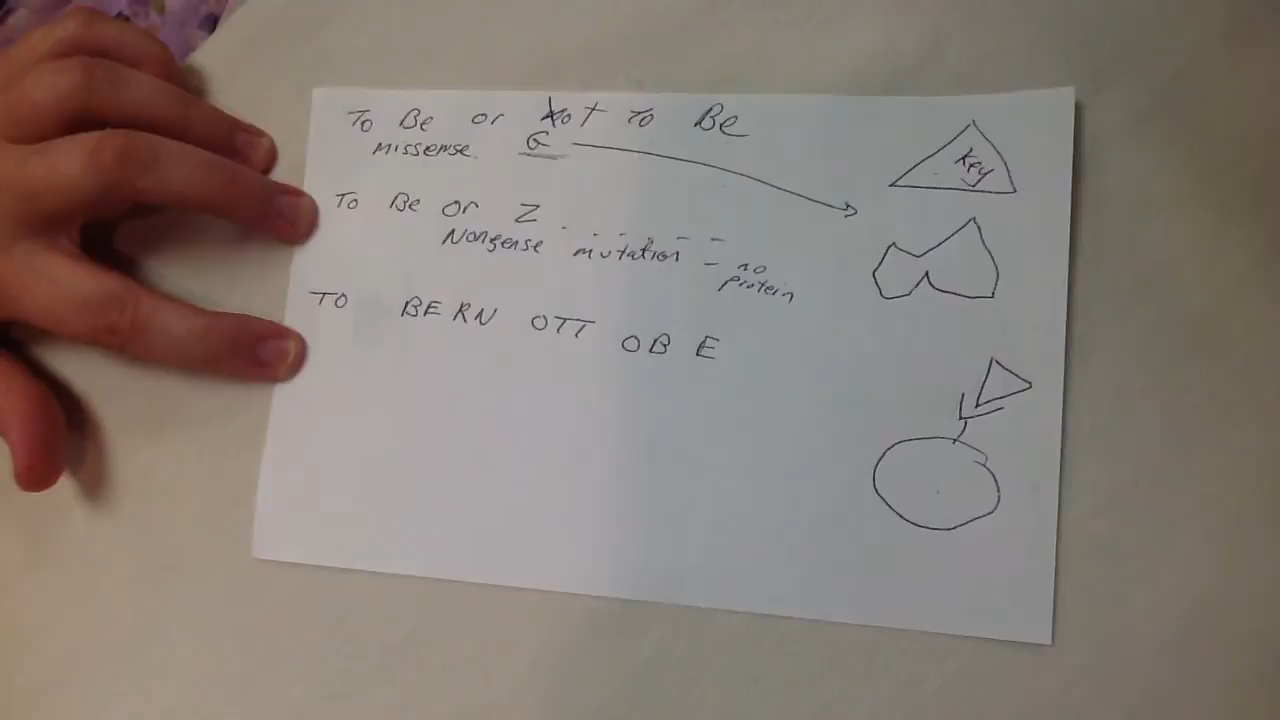 To Be or Not To Be
missense. G
Key
To Be or Z
Nonsense mutation - no
protein
TO BERN OTT OB E